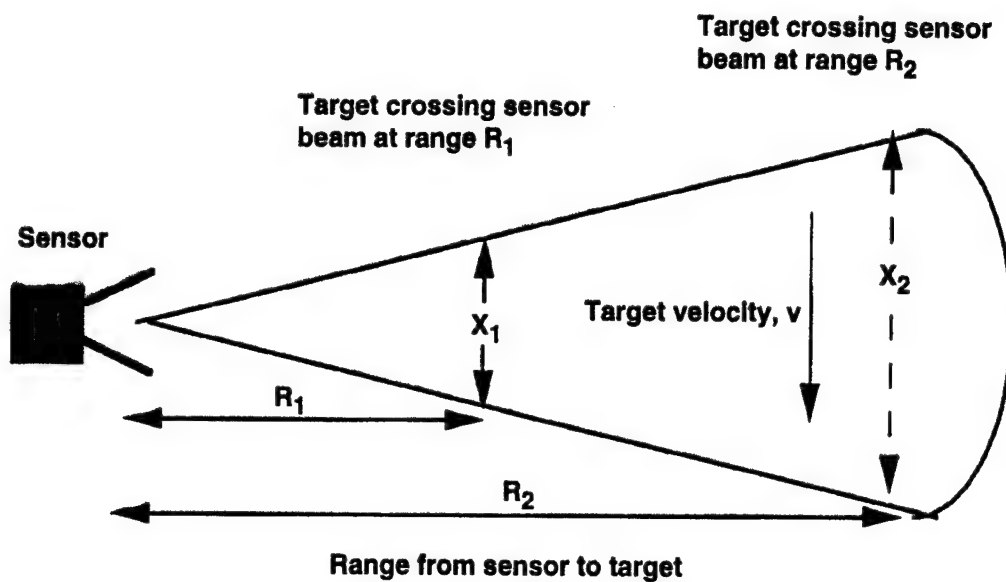 Target crossing sensor
beam at range R₂
Target crossing sensor
beam at range R₁
Sensor
X₁
X₂
Target velocity, v
R₁
R₂
Range from sensor to target